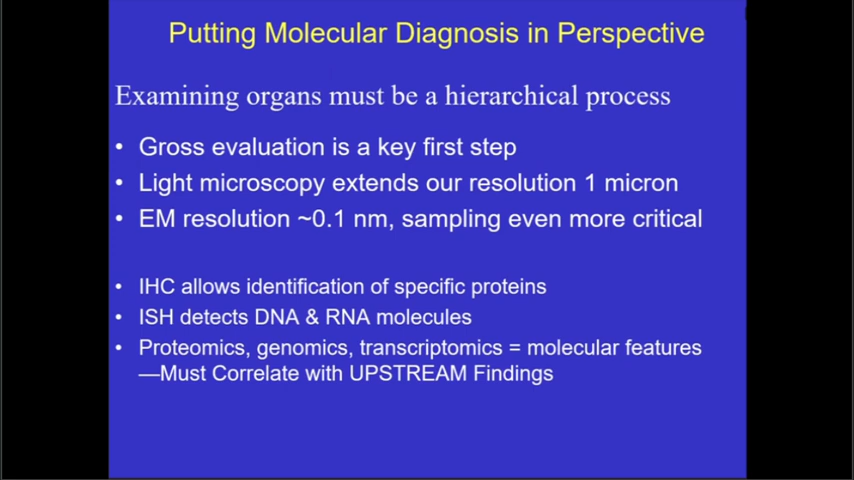 Putting Molecular Diagnosis in Perspective
Examining organs must be a hierarchical process
• Gross evaluation is a key first step
• Light microscopy extends our resolution 1 micron
• EM resolution ~0.1 nm, sampling even more critical
• IHC allows identification of specific proteins
• ISH detects DNA & RNA molecules
• Proteomics, genomics, transcriptomics = molecular features
—Must Correlate with UPSTREAM Findings